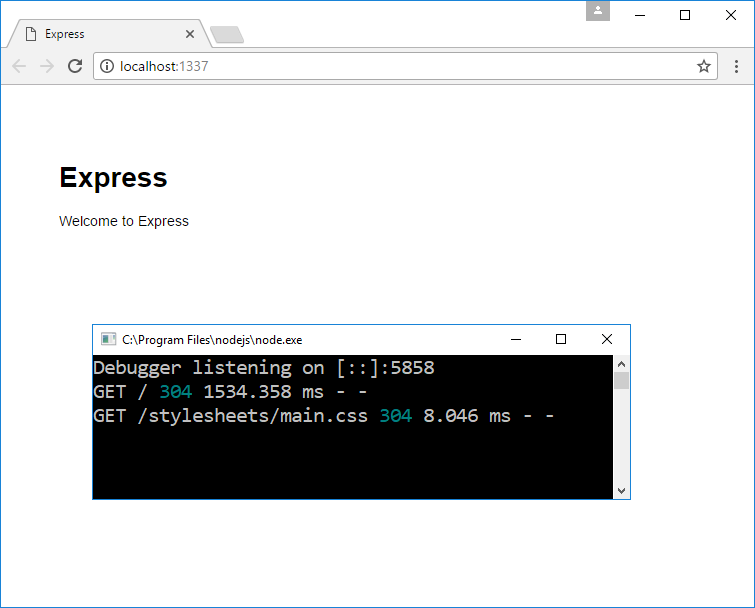 Express
localhost:1337
Express
Welcome to Express
C:\Program Files\nodejs\node.exe
Debugger listening on [::]:5858
GET / 304 1534.358 ms - -
GET /stylesheets/main.css 304 8.046 ms - -